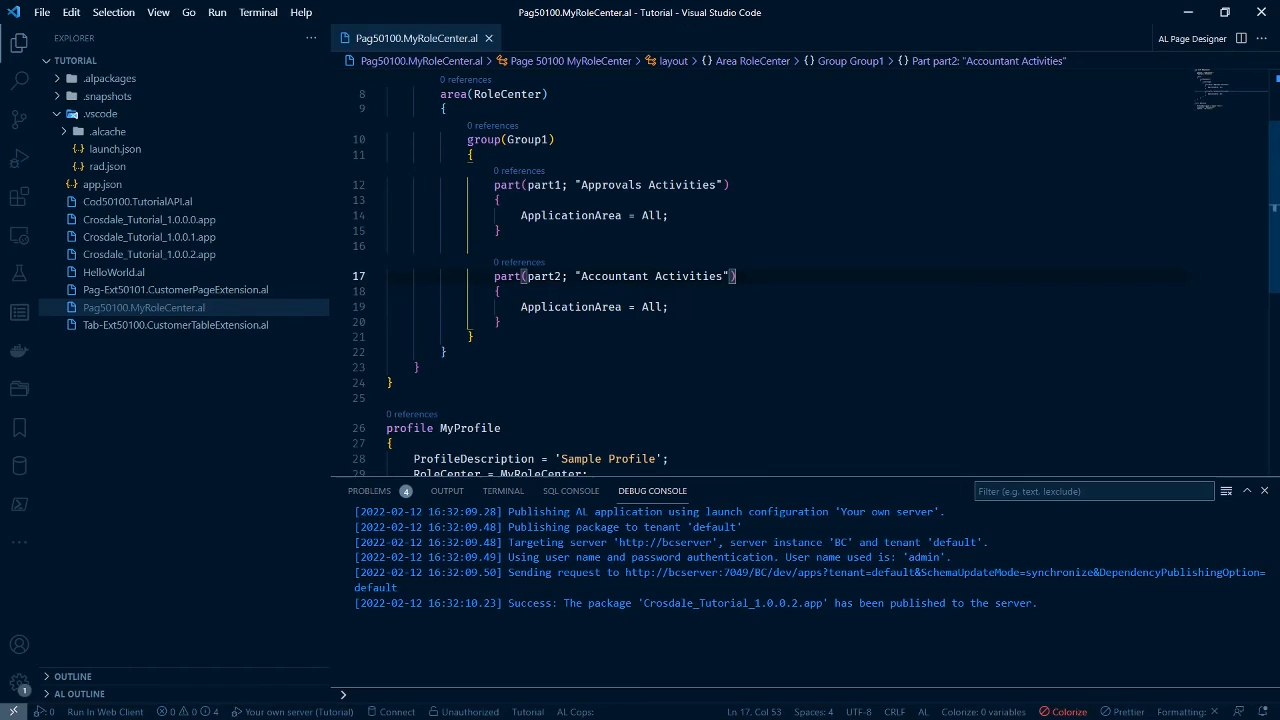 File Edit Selection View Go Run Terminal Help
Pag50100.MyRoleCenter.al - Tutorial - Visual Studio Code
EXPLORER
TUTORIAL
.alpackages
.snapshots
.vscode
.alcache
launch.json
rad.json
app.json
Cod50100.TutorialAPI.al
Crosdale_Tutorial_1.0.0.0.app
Crosdale_Tutorial_1.0.0.1.app
Crosdale_Tutorial_1.0.0.2.app
HelloWorld.al
Pag-Ext50101.CustomerPageExtension.al
Pag50100.MyRoleCenter.al
Tab-Ext50100.CustomerTableExtension.al
OUTLINE
AL OUTLINE
Pag50100.MyRoleCenter.al
AL Page Designer
Pag50100.MyRoleCenter.al > Page 50100 MyRoleCenter > layout > Area RoleCenter > Group Group1 > Part part2: "Accountant Activities"
0 references
8 area(RoleCenter)
9 {
0 references
10 group(Group1)
11 {
0 references
12 part(part1; "Approvals Activities")
13 {
14 ApplicationArea = All;
15 }
16
0 references
17 part(part2; "Accountant Activities")
18 {
19 ApplicationArea = All;
20 }
21 }
22 }
23 }
24 }
25
0 references
26 profile MyProfile
27 {
28 ProfileDescription = 'Sample Profile';
29 RoleCenter = MyRoleCenter;
PROBLEMS 4 OUTPUT TERMINAL SQL CONSOLE DEBUG CONSOLE
Filter (e.g. text, !exclude)
[2022-02-12 16:32:09.28] Publishing AL application using launch configuration 'Your own server'.
[2022-02-12 16:32:09.48] Publishing package to tenant 'default'
[2022-02-12 16:32:09.48] Targeting server 'http://bcserver', server instance 'BC' and tenant 'default'.
[2022-02-12 16:32:09.49] Using user name and password authentication. User name used is: 'admin'.
[2022-02-12 16:32:09.50] Sending request to http://bcserver:7049/BC/dev/apps?tenant=default&SchemaUpdateMode=synchronize&DependencyPublishingOption=
default
[2022-02-12 16:32:10.23] Success: The package 'Crosdale_Tutorial_1.0.0.2.app' has been published to the server.
1
0 Run In Web Client 0 0 4 Your own server (Tutorial) Connect Unauthorized Tutorial AL Cops: Ln 17, Col 53 Spaces: 4 UTF-8 CRLF AL Colorize: 0 variables Colorize Prettier Formatting: